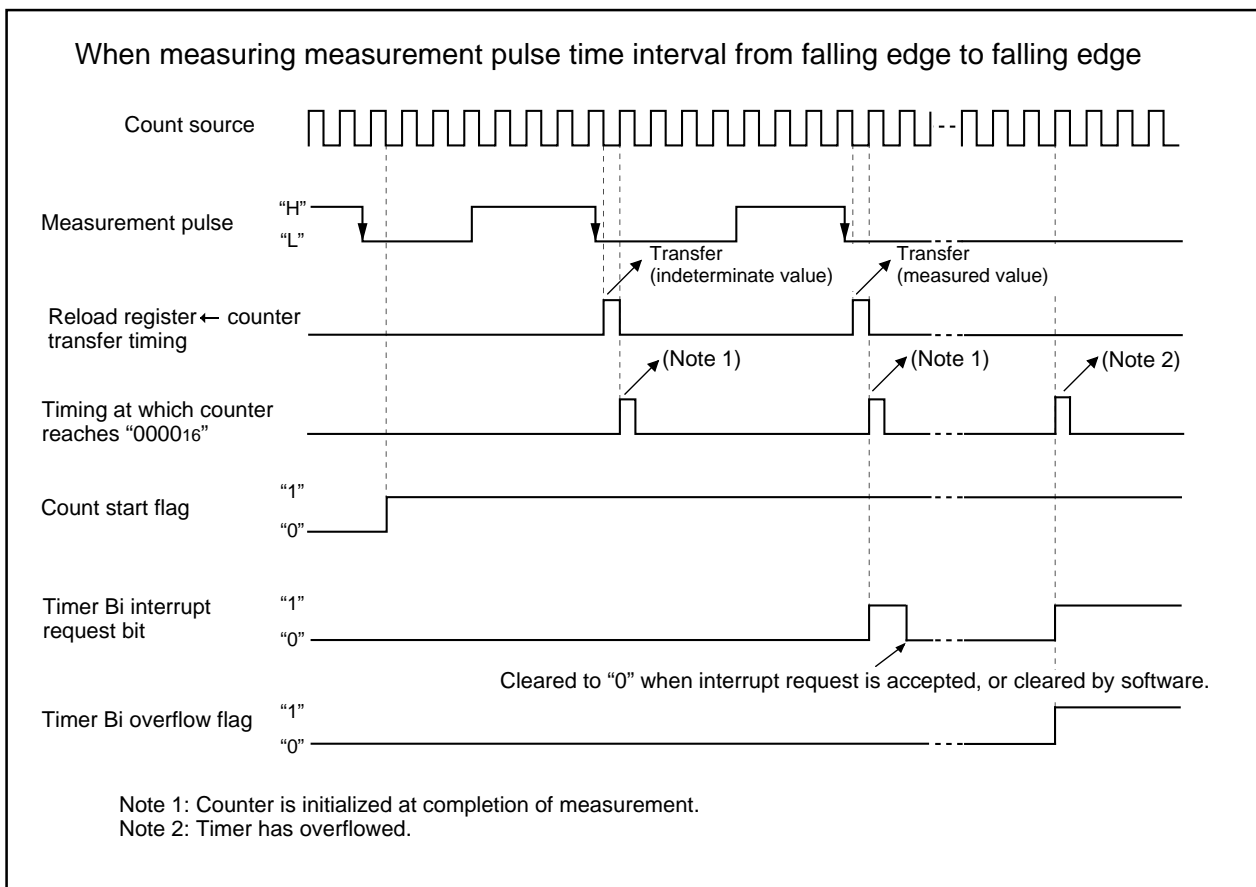 When measuring measurement pulse time interval from falling edge to falling edge
Count source
Measurement pulse
“H”
“L”
Transfer
(indeterminate value)
Transfer
(measured value)
Reload register ← counter
transfer timing
(Note 1)
(Note 1)
(Note 2)
Timing at which counter
reaches “000016”
Count start flag
“1”
“0”
Timer Bi interrupt
request bit
“1”
“0”
Cleared to “0” when interrupt request is accepted, or cleared by software.
Timer Bi overflow flag
“1”
“0”
Note 1: Counter is initialized at completion of measurement.
Note 2: Timer has overflowed.